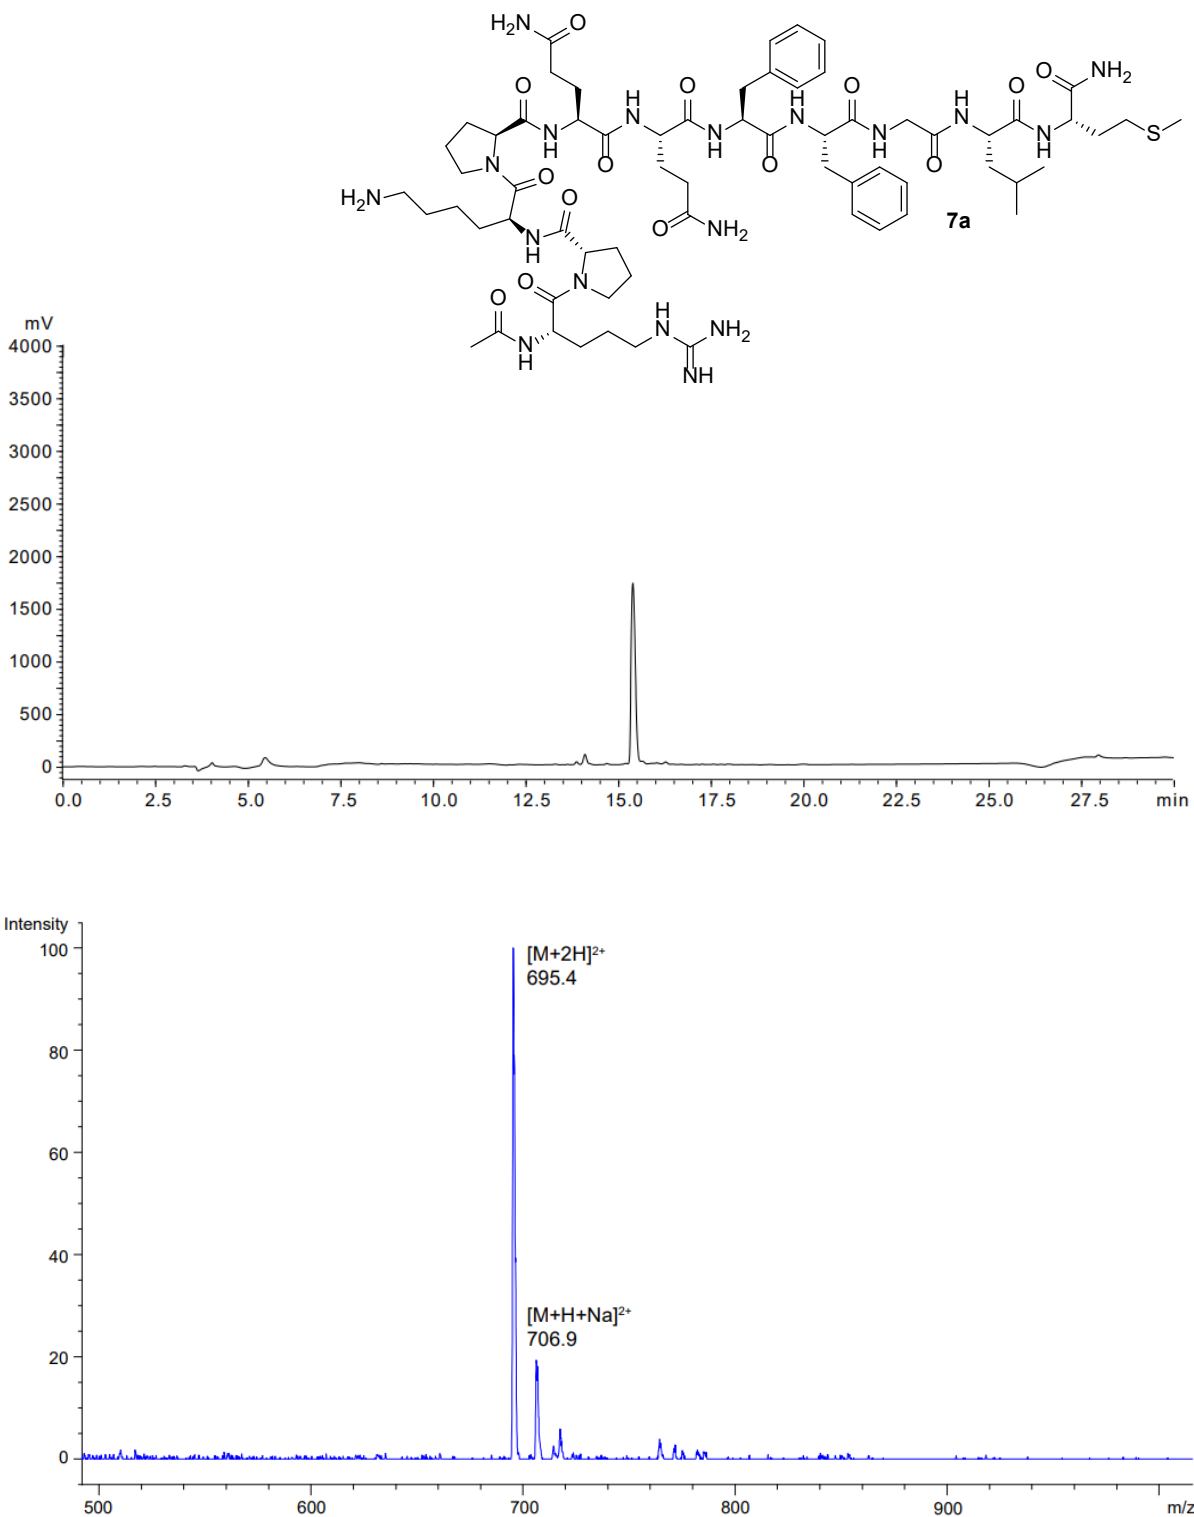 H₂N O
O NH₂
O H O H O H O
N H O N H O N H O N H S
N O
H₂N O O NH₂ 7a
N H O
O N
O H
N H N NH₂
NH
mV
4000
3500
3000
2500
2000
1500
1000
500
0
0.0 2.5 5.0 7.5 10.0 12.5 15.0 17.5 20.0 22.5 25.0 27.5 min
Intensity
100
[M+2H]²⁺
695.4
80
60
40
[M+H+Na]²⁺
706.9
20
0
500 600 700 800 900 m/z